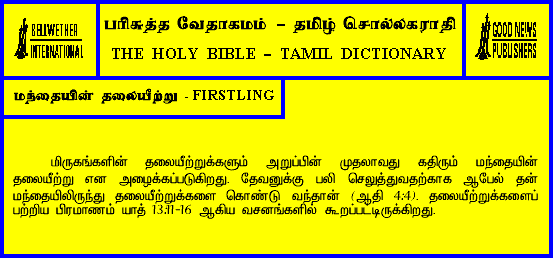 BELLWETHER
INTERNATIONAL
பரிசுத்த வேதாகமம் – தமிழ் சொல்லகராதி
THE HOLY BIBLE – TAMIL DICTIONARY
GOOD NEWS
PUBLISHERS
மந்தையின் தலையீற்று - FIRSTLING
மிருகங்களின் தலையீற்றுக்களும் அறுப்பின் முதலாவது கதிரும் மந்தையின்
தலையீற்று என அழைக்கப்படுகிறது. தேவனுக்கு பலி செலுத்துவதற்காக ஆபேல் தன்
மந்தையிலிருந்து தலையீற்றுக்களை கொண்டு வந்தான் (ஆதி 4:4). தலையீற்றுக்களைப்
பற்றிய பிரமாணம் யாத் 13:11-16 ஆகிய வசனங்களில் கூறப்பட்டிருக்கிறது.